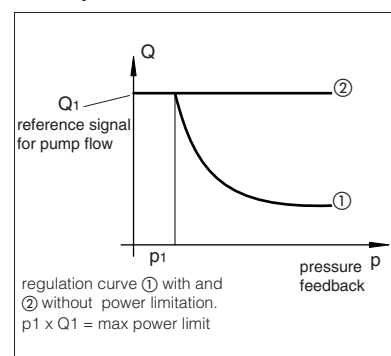 Q
Q1
reference signal
for pump flow
②
①
p1
p
pressure
feedback
regulation curve ① with and
② without power limitation.
p1 x Q1 = max power limit